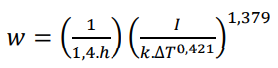 w = (1/1,4.h) (I/k.ΔT^0,421)^1,379